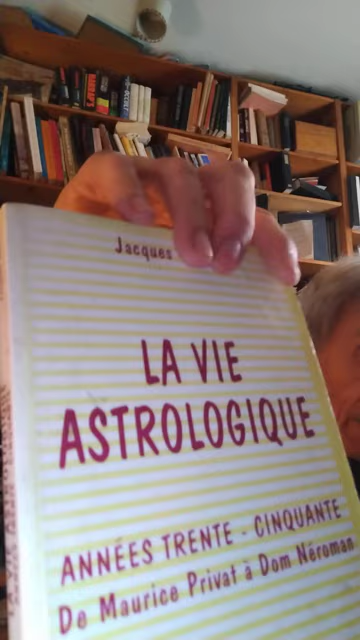 Jacques
LA VIE
ASTROLOGIQUE
ANNÉES TRENTE - CINQUANTE
De Maurice Privat à Dom Néroman